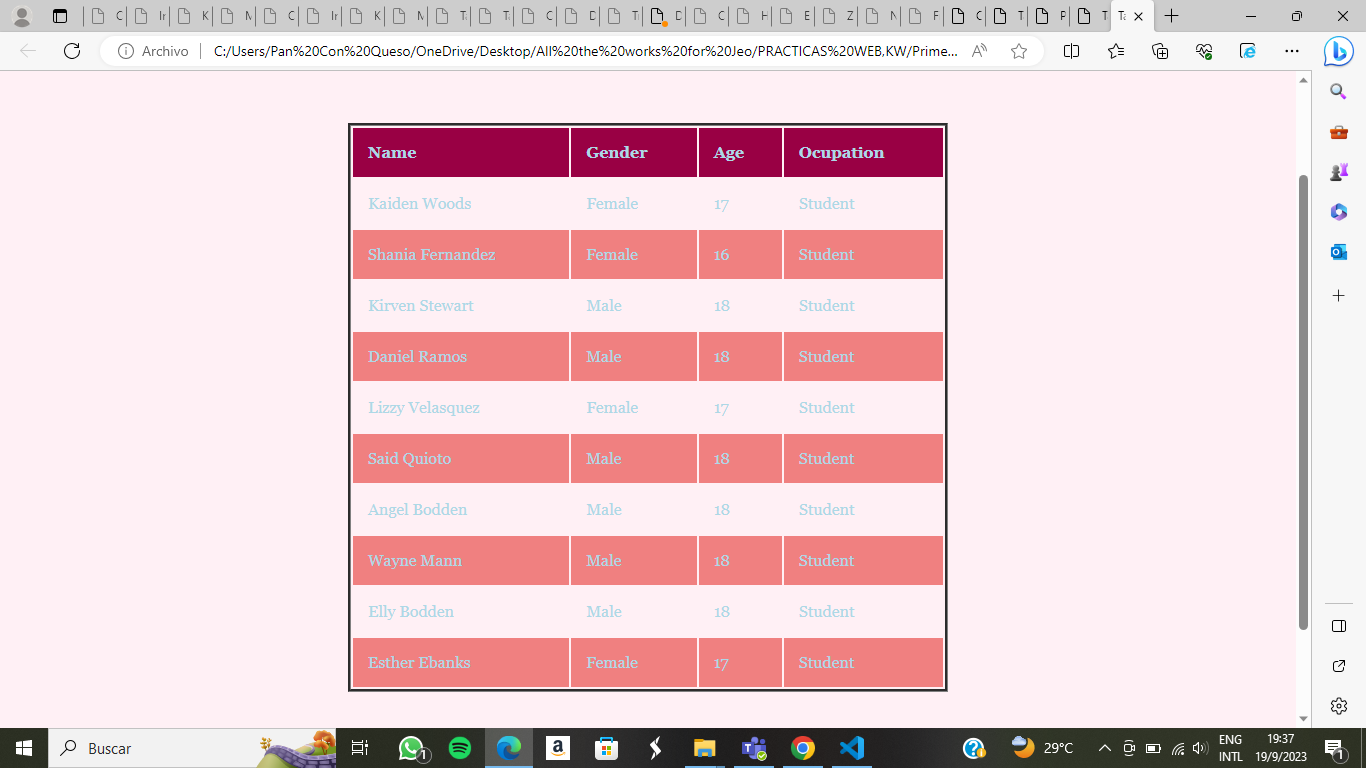 Archivo C:/Users/Pan%20Con%20Queso/OneDrive/Desktop/All%20the%20works%20for%20Jeo/PRACTICAS%20WEB,KW/Prime...
Name Gender Age Ocupation
Kaiden Woods Female 17 Student
Shania Fernandez Female 16 Student
Kirven Stewart Male 18 Student
Daniel Ramos Male 18 Student
Lizzy Velasquez Female 17 Student
Said Quioto Male 18 Student
Angel Bodden Male 18 Student
Wayne Mann Male 18 Student
Elly Bodden Male 18 Student
Esther Ebanks Female 17 Student
Buscar 1 29°C ENG 19:37
INTL 19/9/2023 1